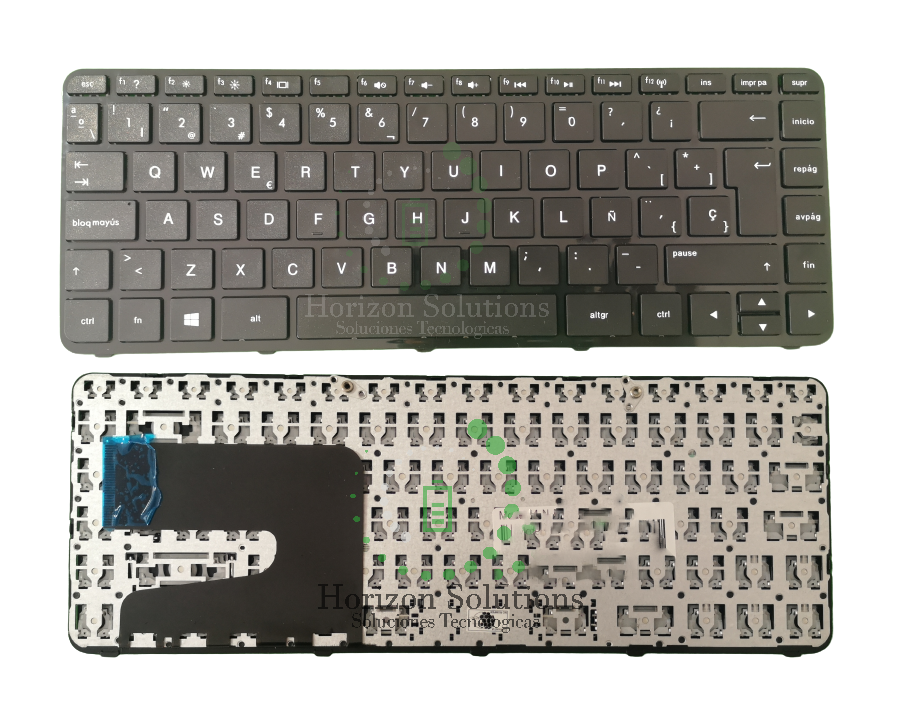 esc f1 ? f2 f3 f4 f5 f6 f7 f8 f9 f10 f11 f12 ins impr pa supr
ª º \ ! 1 | " 2 @ · 3 # $ 4 % 5 & 6 ¬ / 7 ( 8 ) 9 = 0 ? ' ¿ ¡ ← inicio
Q W E € R T Y U I O P ^ ` [ * + ] repág
bloq mayús A S D F G H J K L Ñ ¨ ´ { Ç } avpág
↑ > < Z X C V B N M ; , : . _ - pause ↑ fin
ctrl fn alt altgr ctrl
Horizon Solutions
Soluciones Tecnologicas
Horizon Solutions
Soluciones Tecnologicas